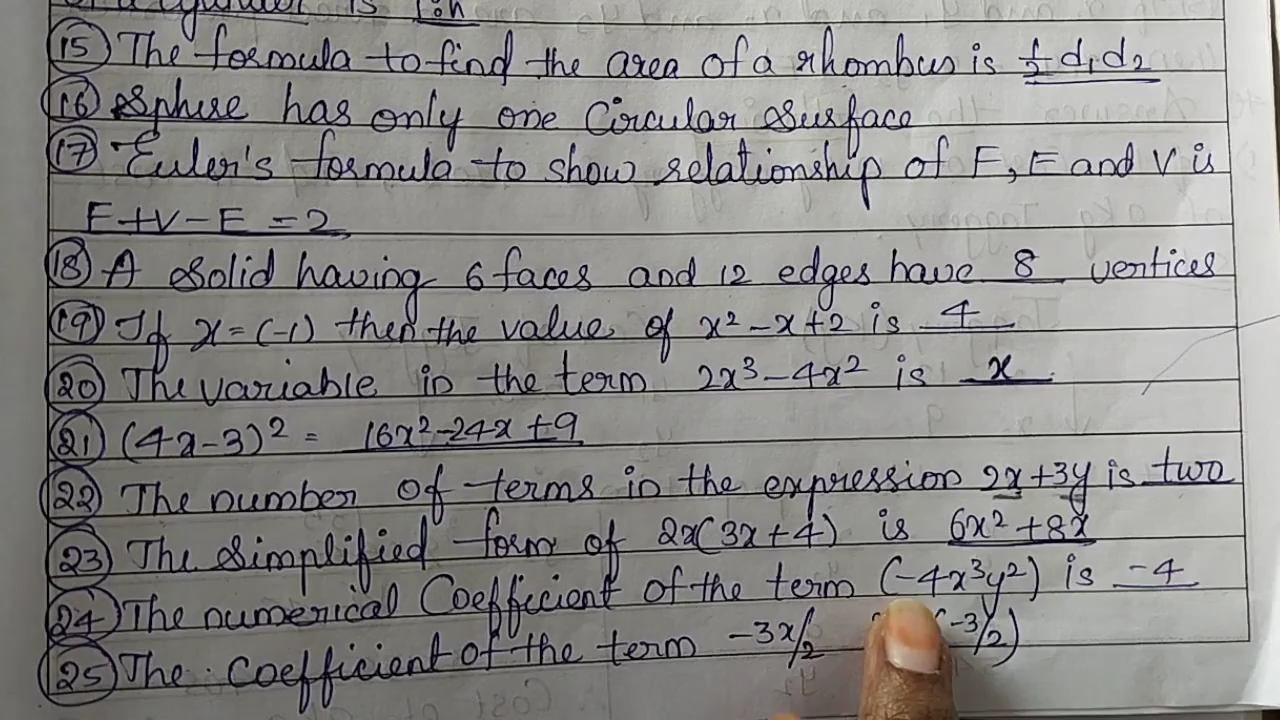 is πr²h
15 The formula to find the area of a rhombus is 1/2 d₁d₂
16 Sphere has only one Circular surface
17 Euler's formula to show relationship of F, E and V is
F+V-E=2
18 A solid having 6 faces and 12 edges have 8 vertices
19 If x=(-1) then the value of x²-x+2 is 4
20 The variable in the term 2x³-4x² is x
21 (4x-3)² = 16x²-24x+9
22 The number of terms in the expression 2x+3y is two
23 The simplified form of 2x(3x+4) is 6x²+8x
24 The numerical Coefficient of the term (-4x³y²) is -4
25 The coefficient of the term -3x/2 (-3/2)